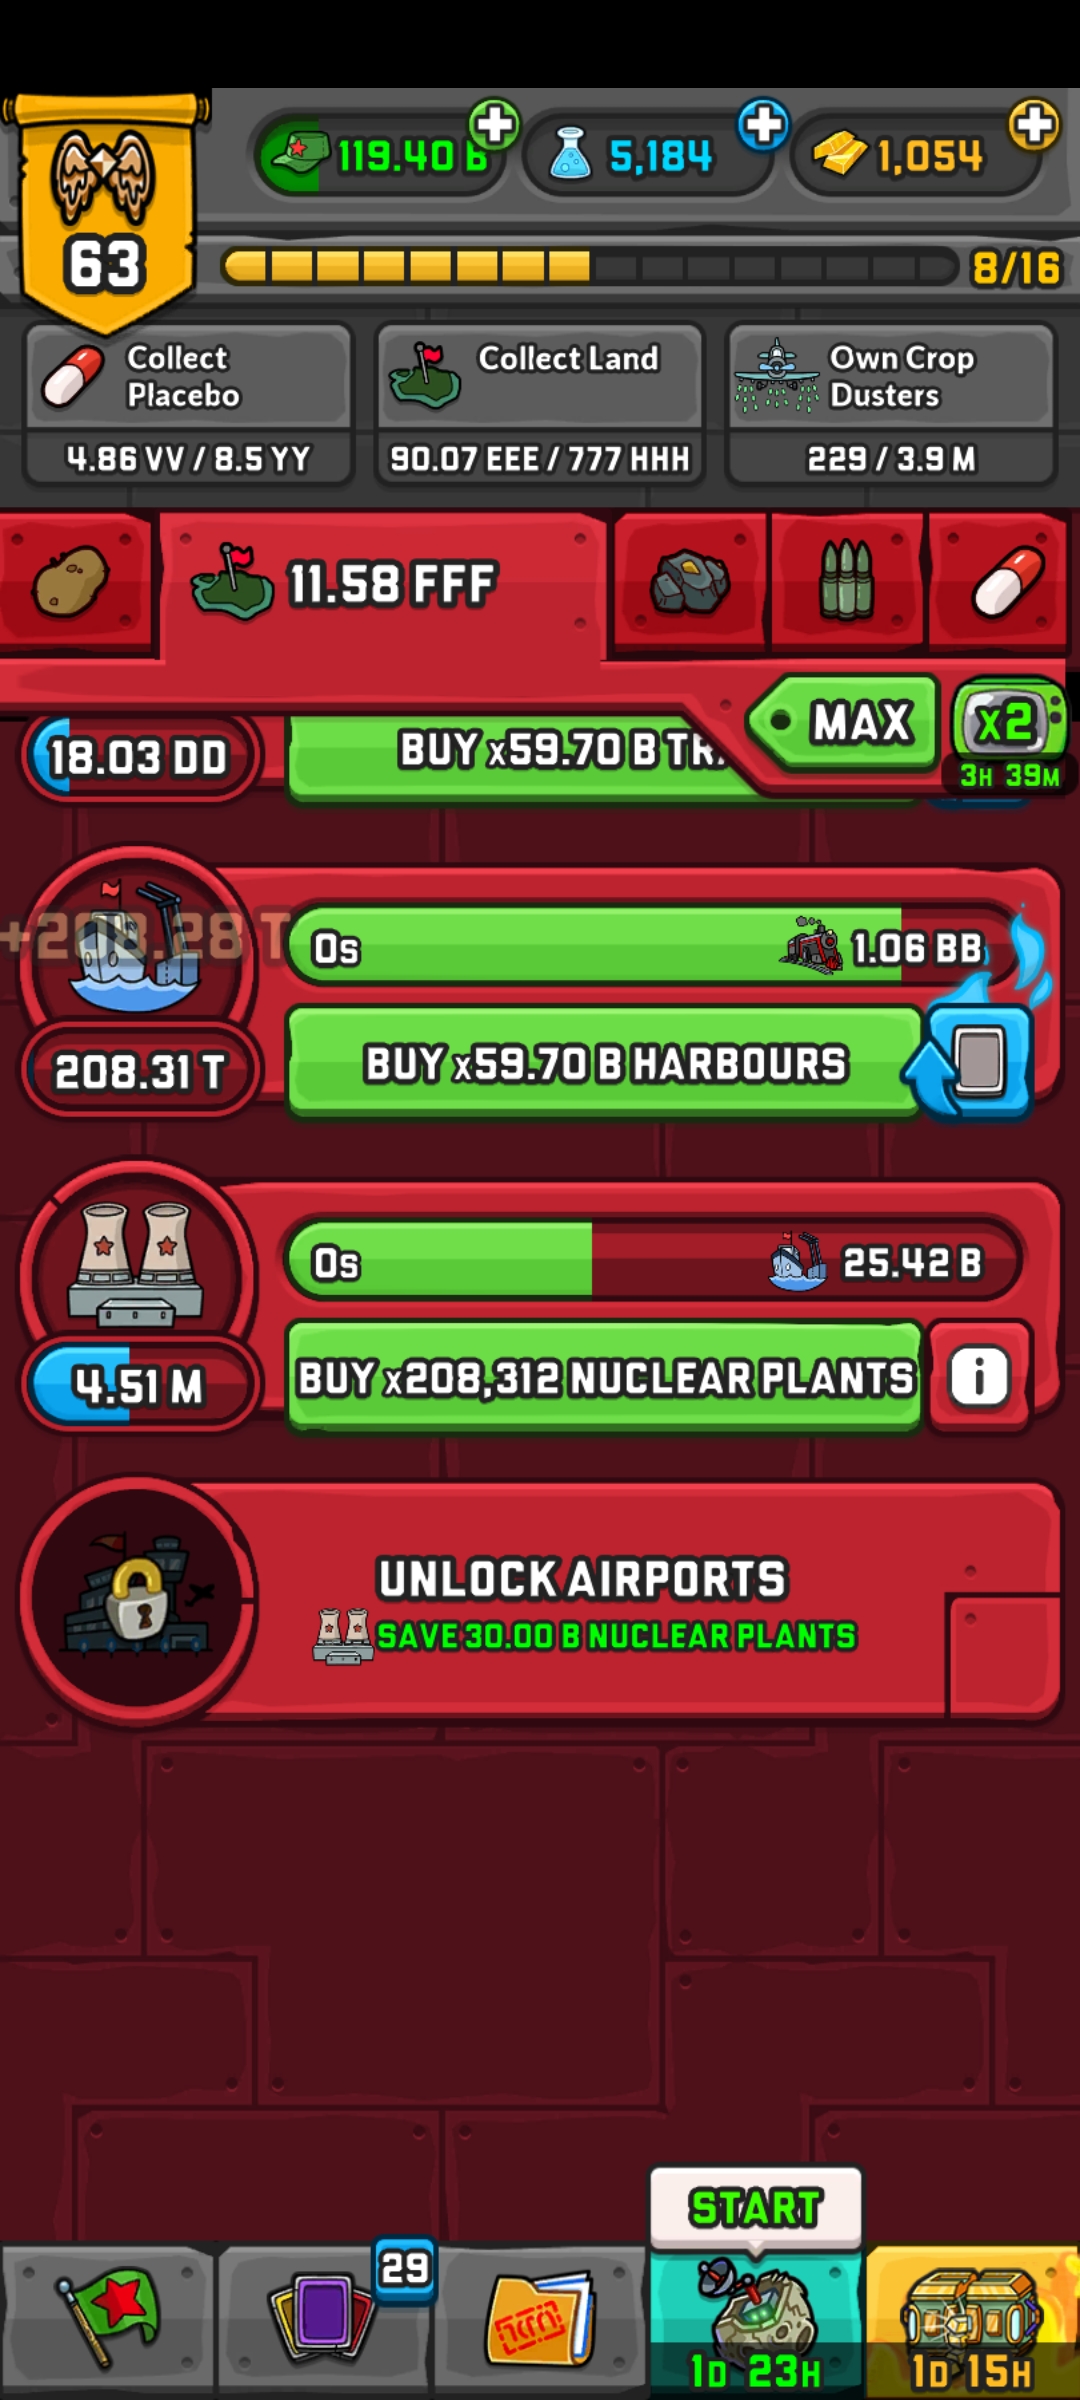 119.40 B
5,184
1,054
63
8/16
Collect
Placebo
4.86 VV / 8.5 YY
Collect Land
90.07 EEE / 777 HHH
Own Crop
Dusters
229 / 3.9 M
11.58 FFF
MAX
x2
3H 39M
18.03 DD
BUY x59.70 B TR
+208.28 T
0s
1.06 BB
208.31 T
BUY x59.70 B HARBOURS
0s
25.42 B
4.51 M
BUY x208,312 NUCLEAR PLANTS
i
UNLOCK AIRPORTS
SAVE 30.00 B NUCLEAR PLANTS
START
29
1D 23H
1D 15H